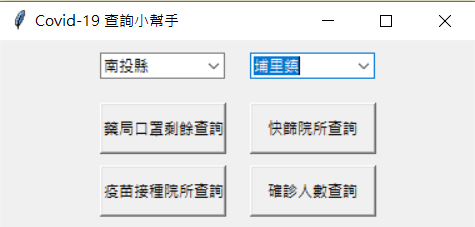 Covid-19 查詢小幫手
南投縣 埔里鎮
藥局口罩剩餘查詢 快篩院所查詢
疫苗接種院所查詢 確診人數查詢